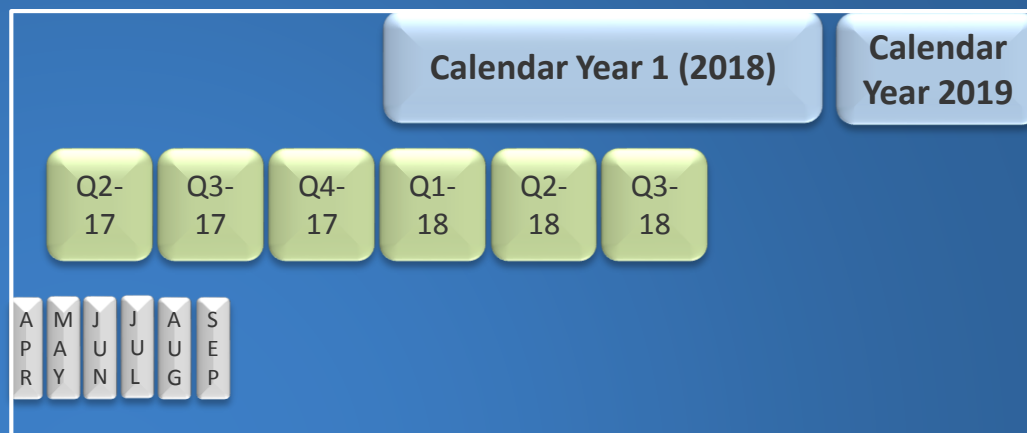 Calendar Year 1 (2018)
Calendar
Year 2019
Q2-
17
Q3-
17
Q4-
17
Q1-
18
Q2-
18
Q3-
18
A
P
R
M
A
Y
J
U
N
J
U
L
A
U
G
S
E
P